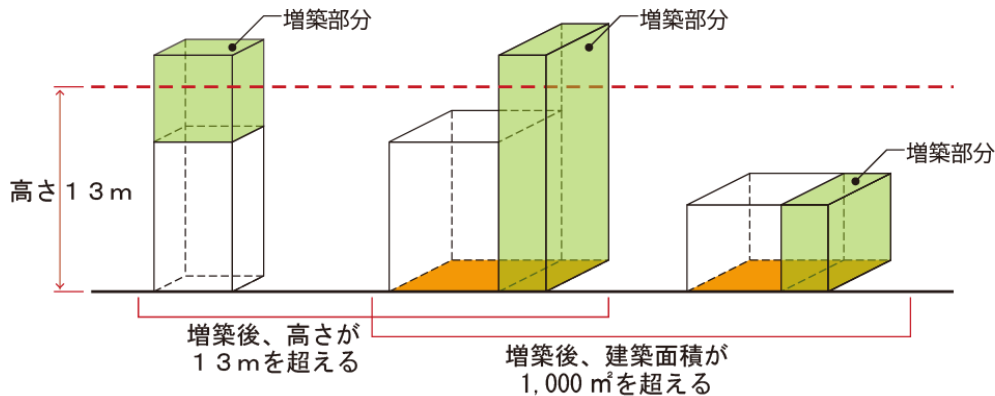 増築部分
増築部分
増築部分
高さ１３ｍ
増築後、高さが
１３ｍを超える
増築後、建築面積が
1,000 ㎡を超える